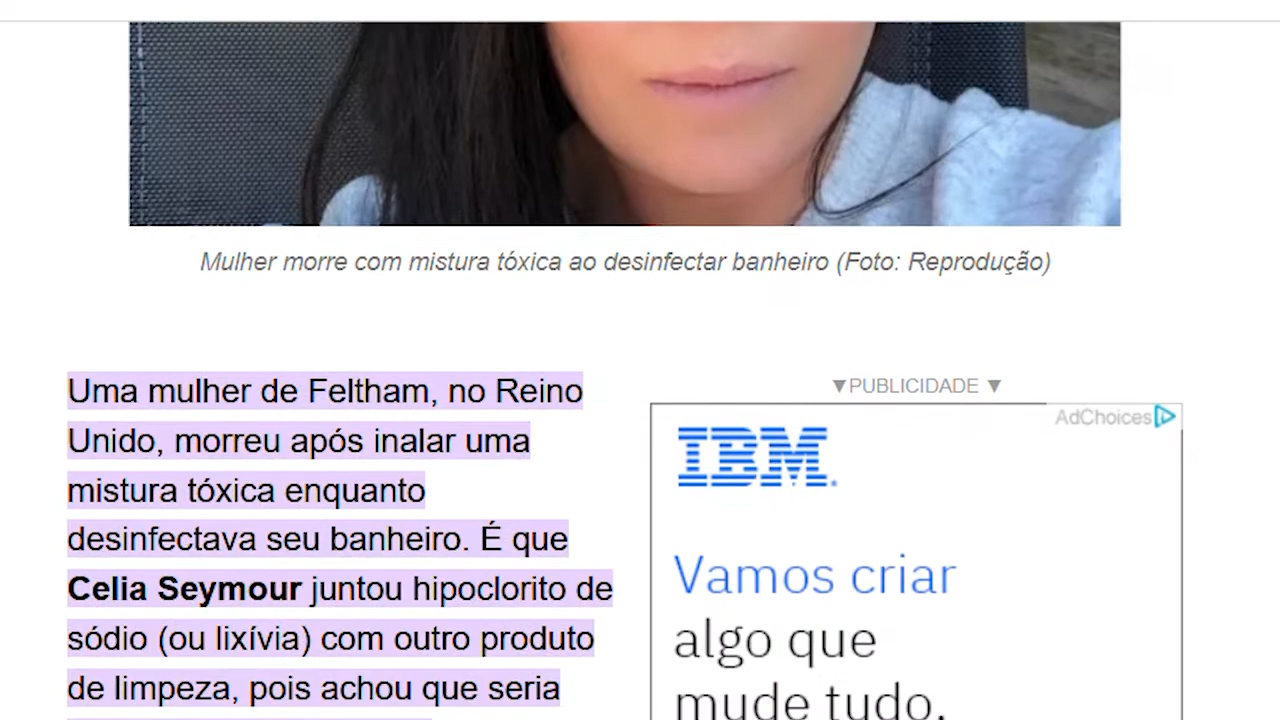 Mulher morre com mistura tóxica ao desinfectar banheiro (Foto: Reprodução)
Uma mulher de Feltham, no Reino
Unido, morreu após inalar uma
mistura tóxica enquanto
desinfectava seu banheiro. É que
Celia Seymour juntou hipoclorito de
sódio (ou lixívia) com outro produto
de limpeza, pois achou que seria
▼PUBLICIDADE ▼
AdChoices
IBM
Vamos criar
algo que
mude tudo.